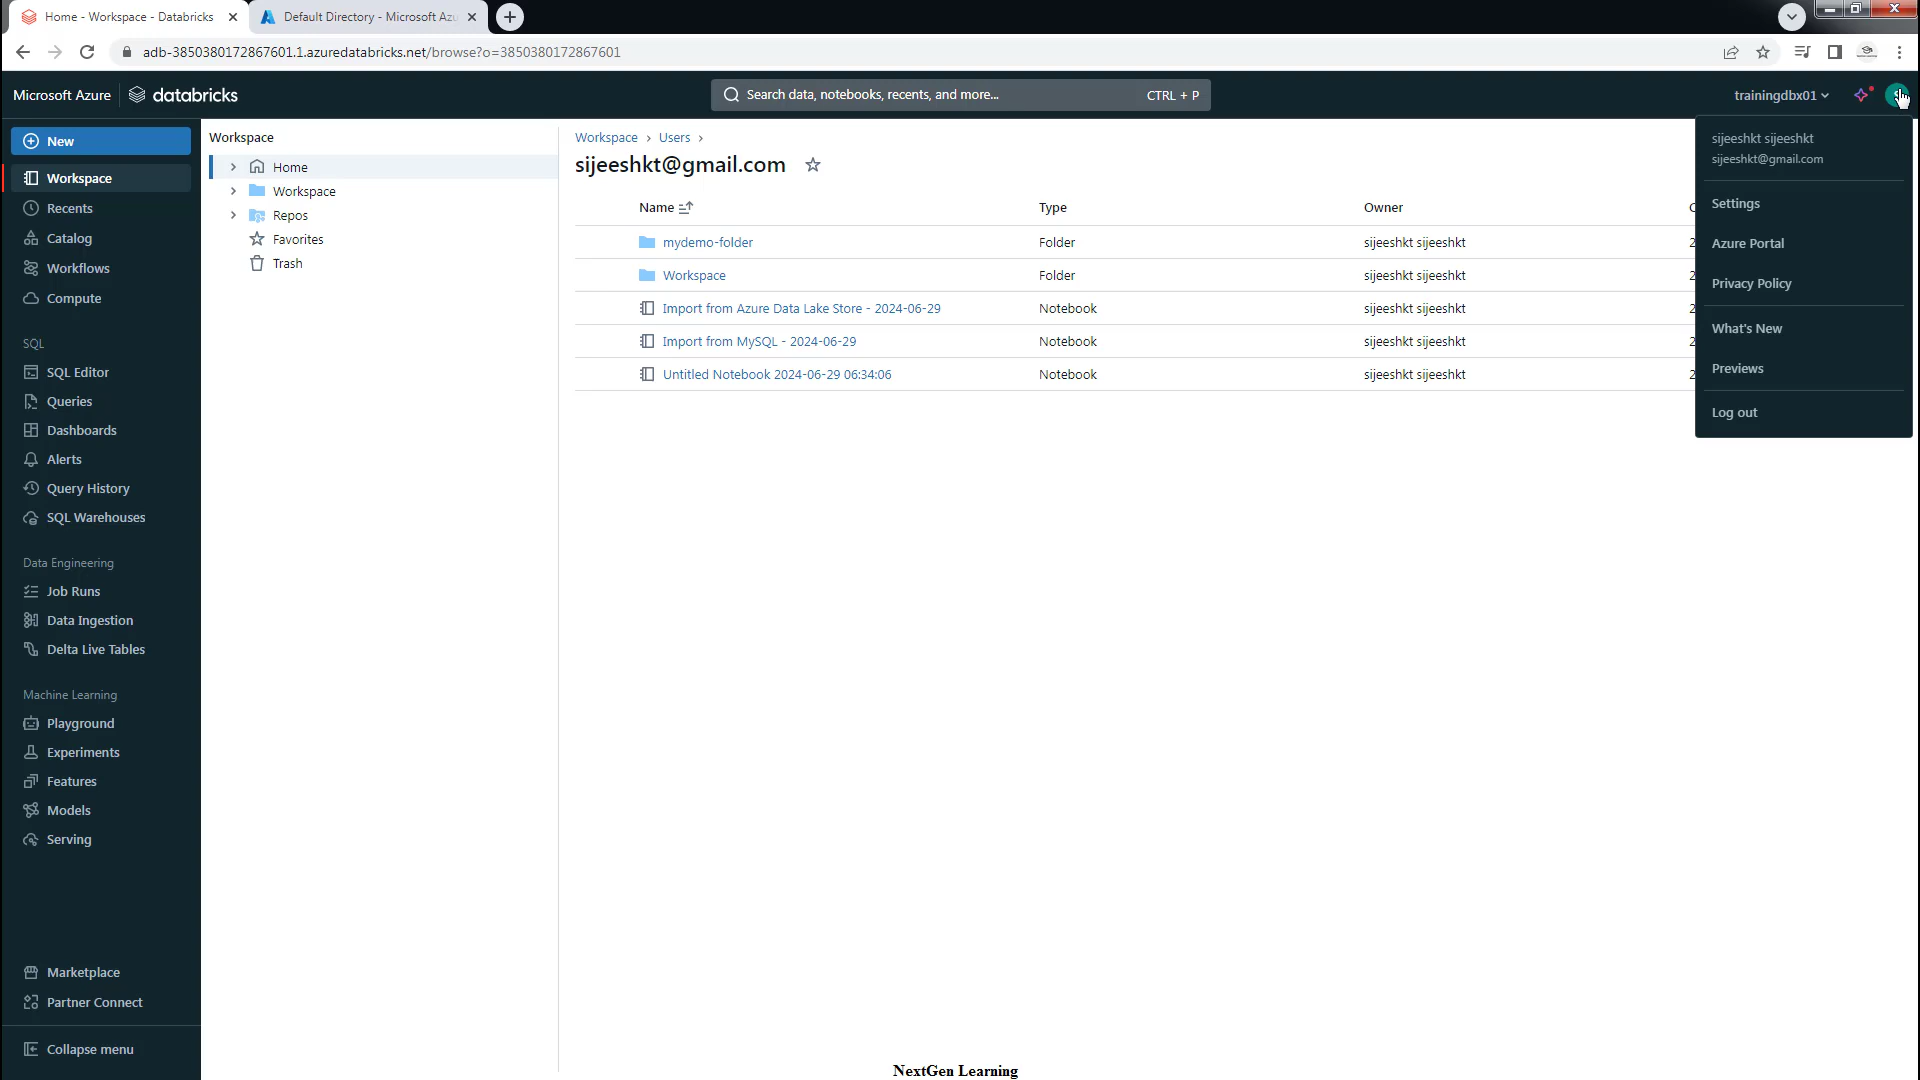 Home - Workspace - Databricks
Default Directory - Microsoft Azu
adb-3850380172867601.1.azuredatabricks.net/browse?o=3850380172867601
Microsoft Azure databricks
Search data, notebooks, recents, and more... CTRL + P
trainingdbx01
New
Workspace
Recents
Catalog
Workflows
Compute
SQL
SQL Editor
Queries
Dashboards
Alerts
Query History
SQL Warehouses
Data Engineering
Job Runs
Data Ingestion
Delta Live Tables
Machine Learning
Playground
Experiments
Features
Models
Serving
Marketplace
Partner Connect
Collapse menu
Workspace
Home
Workspace
Repos
Favorites
Trash
Workspace › Users ›
sijeeshkt@gmail.com
Name Type Owner
mydemo-folder Folder sijeeshkt sijeeshkt 2
Workspace Folder sijeeshkt sijeeshkt 2
Import from Azure Data Lake Store - 2024-06-29 Notebook sijeeshkt sijeeshkt 2
Import from MySQL - 2024-06-29 Notebook sijeeshkt sijeeshkt 2
Untitled Notebook 2024-06-29 06:34:06 Notebook sijeeshkt sijeeshkt 2
sijeeshkt sijeeshkt
sijeeshkt@gmail.com
Settings
Azure Portal
Privacy Policy
What's New
Previews
Log out
NextGen Learning